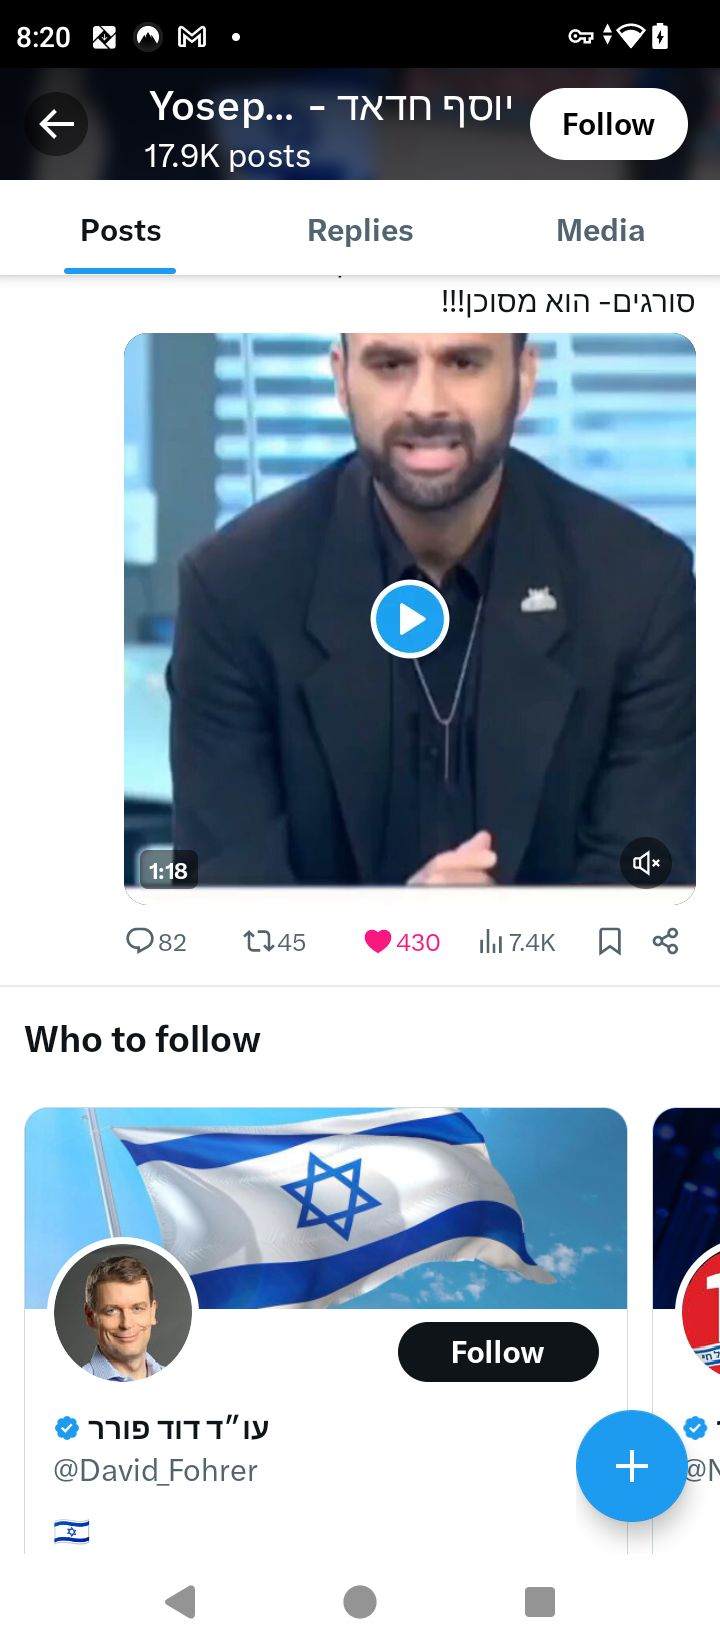 8:20
Yosep... - יוסף חדאד
17.9K posts
Follow
Posts
Replies
Media
סורגים- הוא מסוכן!!!
1:18
82
45
430
7.4K
Who to follow
Follow
עו״ד דוד פורר
@David_Fohrer
@N